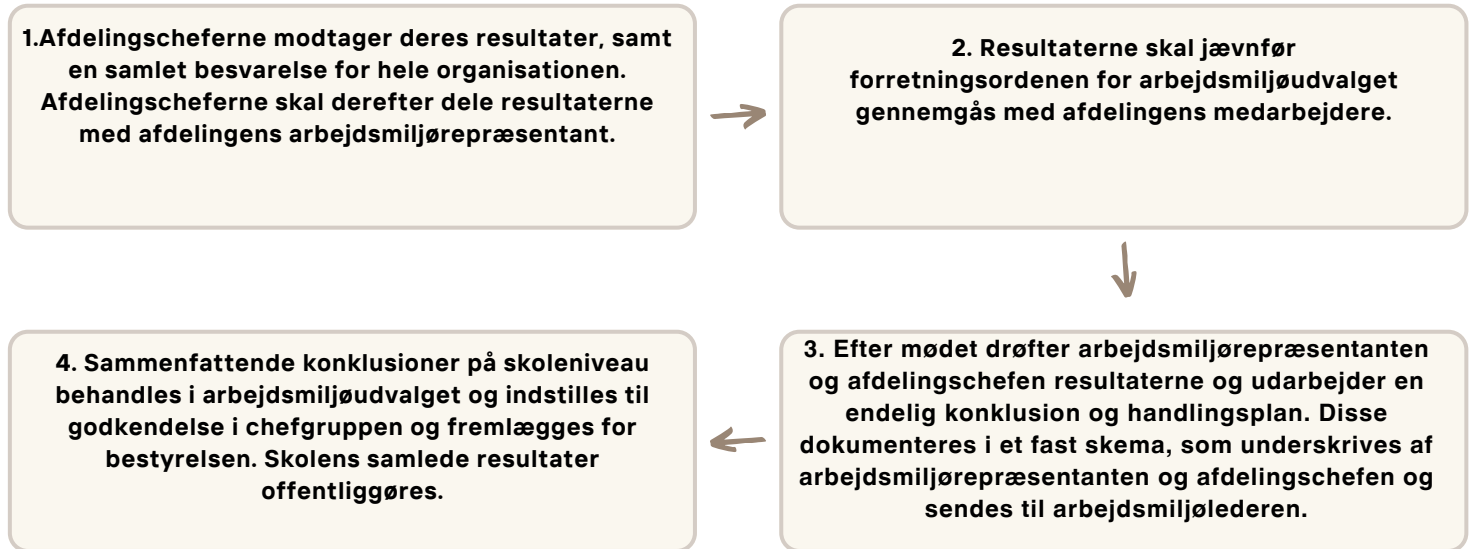 1.Afdelingscheferne modtager deres resultater, samt
en samlet besvarelse for hele organisationen.
Afdelingscheferne skal derefter dele resultaterne
med afdelingens arbejdsmiljørepræsentant.
2. Resultaterne skal jævnfør
forretningsordenen for arbejdsmiljøudvalget
gennemgås med afdelingens medarbejdere.
3. Efter mødet drøfter arbejdsmiljørepræsentanten
og afdelingschefen resultaterne og udarbejder en
endelig konklusion og handlingsplan. Disse
dokumenteres i et fast skema, som underskrives af
arbejdsmiljørepræsentanten og afdelingschefen og
sendes til arbejdsmiljølederen.
4. Sammenfattende konklusioner på skoleniveau
behandles i arbejdsmiljøudvalget og indstilles til
godkendelse i chefgruppen og fremlægges for
bestyrelsen. Skolens samlede resultater
offentliggøres.